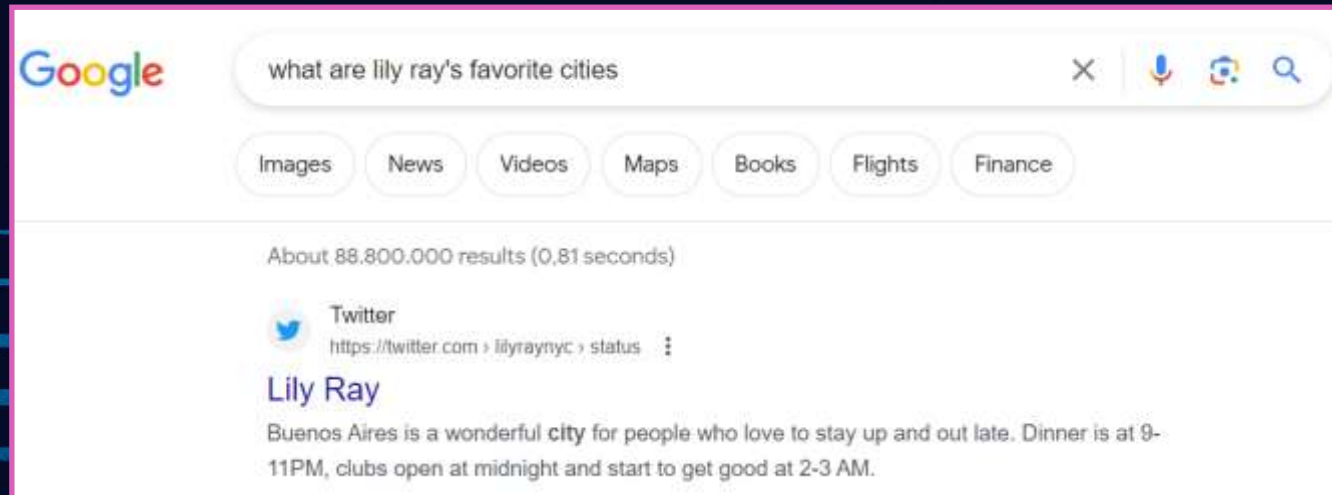 Google
what are lily ray's favorite cities
Images News Videos Maps Books Flights Finance
About 88.800.000 results (0,81 seconds)
Twitter
https://twitter.com › lilyraynyc › status
Lily Ray
Buenos Aires is a wonderful city for people who love to stay up and out late. Dinner is at 9-
11PM, clubs open at midnight and start to get good at 2-3 AM.